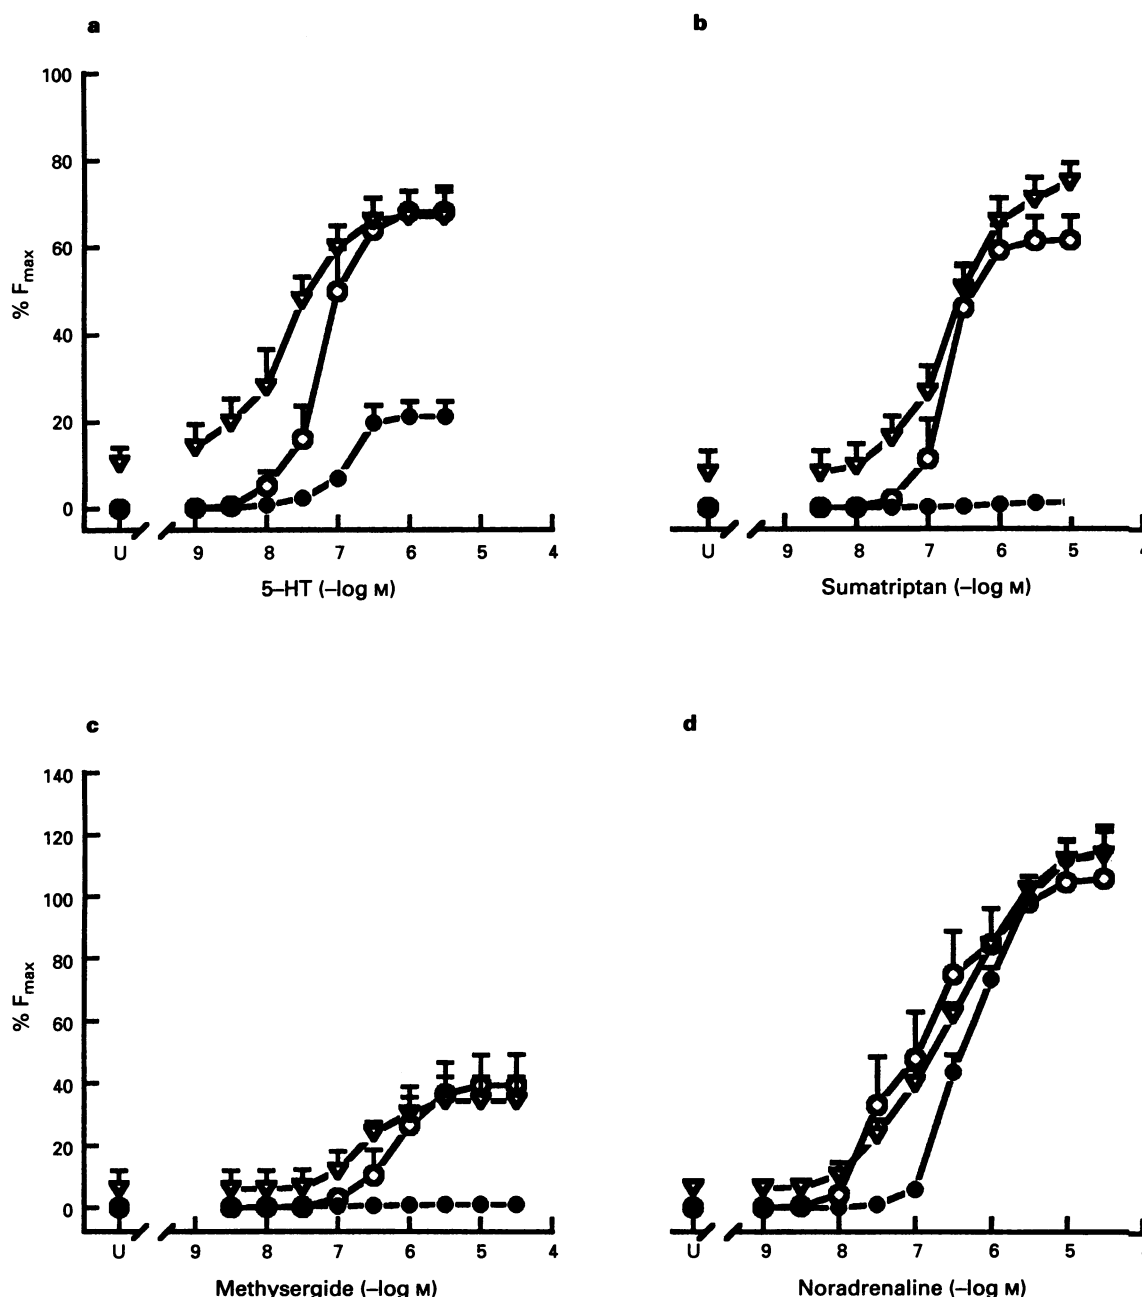 a
100
80
60
40
20
0
% Fmax
U 9 8 7 6 5 4
5–HT (–log M)
b
U 9 8 7 6 5
Sumatriptan (–log M)
c
140
120
100
80
60
40
20
0
% Fmax
U 9 8 7 6 5 4
Methysergide (–log M)
d
U 9 8 7 6 5
Noradrenaline (–log M)